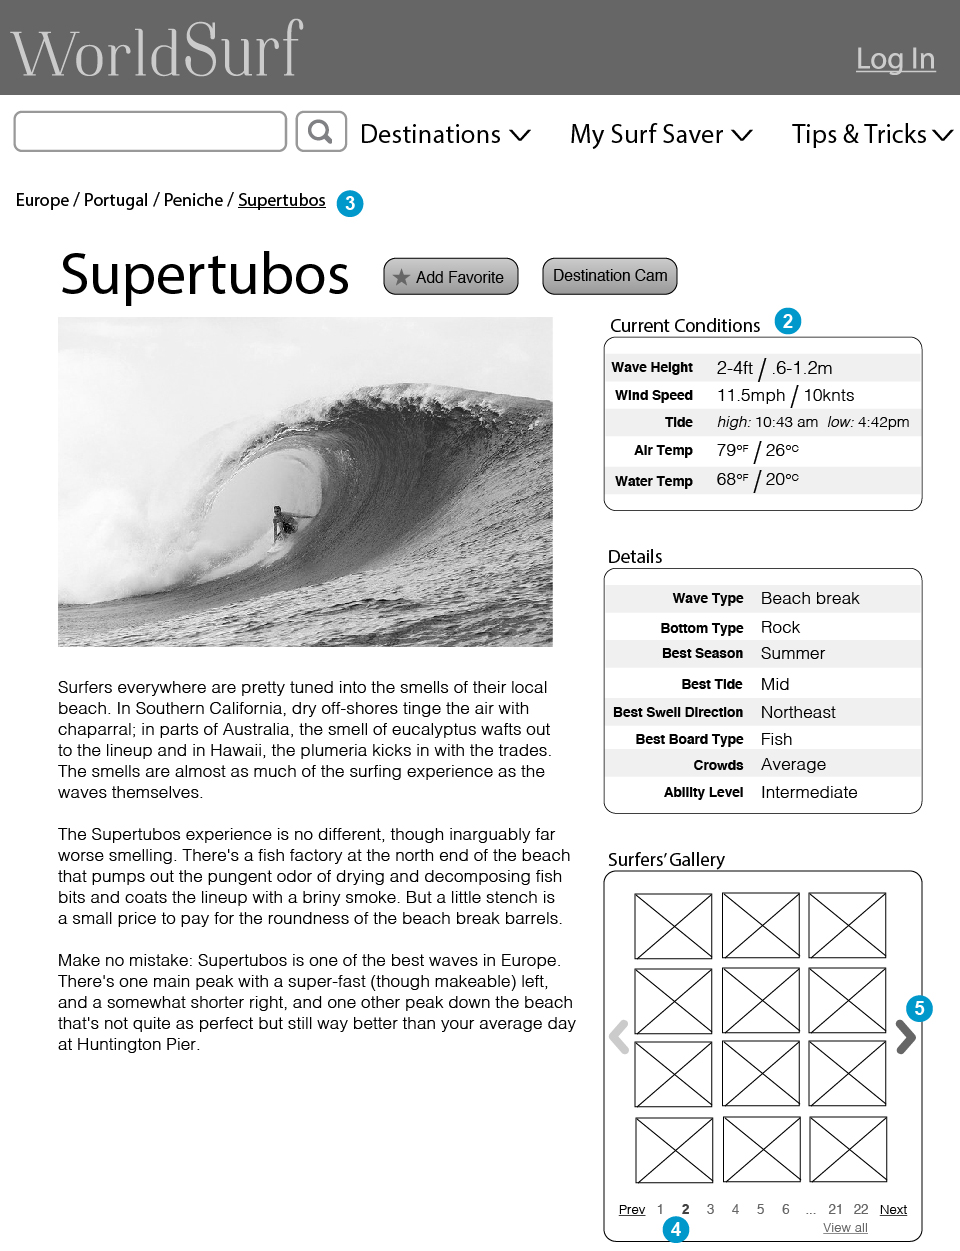 WorldSurf
Log In
Destinations
My Surf Saver
Tips & Tricks
Europe / Portugal / Peniche / Supertubos 3
Supertubos
Add Favorite
Destination Cam
Current Conditions 2
Wave Height 2-4ft / .6-1.2m
Wind Speed 11.5mph / 10knts
Tide high: 10:43 am low: 4:42pm
Air Temp 79°F / 26°C
Water Temp 68°F / 20°C
Details
Wave Type Beach break
Bottom Type Rock
Best Season Summer
Best Tide Mid
Best Swell Direction Northeast
Best Board Type Fish
Crowds Average
Ability Level Intermediate
Surfers everywhere are pretty tuned into the smells of their local
beach. In Southern California, dry off-shores tinge the air with
chaparral; in parts of Australia, the smell of eucalyptus wafts out
to the lineup and in Hawaii, the plumeria kicks in with the trades.
The smells are almost as much of the surfing experience as the
waves themselves.
The Supertubos experience is no different, though inarguably far
worse smelling. There's a fish factory at the north end of the beach
that pumps out the pungent odor of drying and decomposing fish
bits and coats the lineup with a briny smoke. But a little stench is
a small price to pay for the roundness of the beach break barrels.
Make no mistake: Supertubos is one of the best waves in Europe.
There's one main peak with a super-fast (though makeable) left,
and a somewhat shorter right, and one other peak down the beach
that's not quite as perfect but still way better than your average day
at Huntington Pier.
Surfers' Gallery
5
Prev 1 2 3 4 5 6 ... 21 22 Next
4
View all